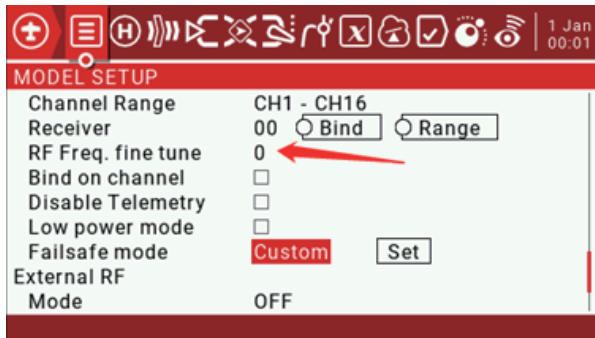 1 Jan
00:01
MODEL SETUP
Channel Range CH1 - CH16
Receiver 00 Bind Range
RF Freq. fine tune 0
Bind on channel
Disable Telemetry
Low power mode
Failsafe mode Custom Set
External RF
Mode OFF